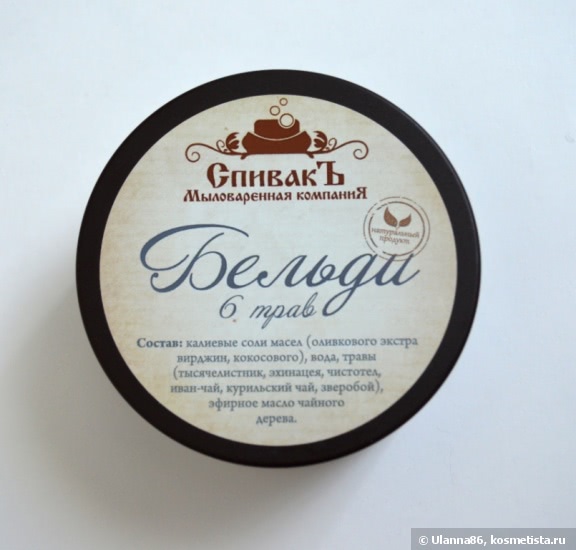 СпивакЪ
Мыловаренная компаниЯ
натуральный
продукт
Бельди
6 трав
Состав: калиевые соли масел (оливкового экстра
вирджин, кокосового), вода, травы
(тысячелистник, эхинацея, чистотел,
иван-чай, курильский чай, зверобой),
эфирное масло чайного
дерева.
© Ulanna86, kosmetista.ru